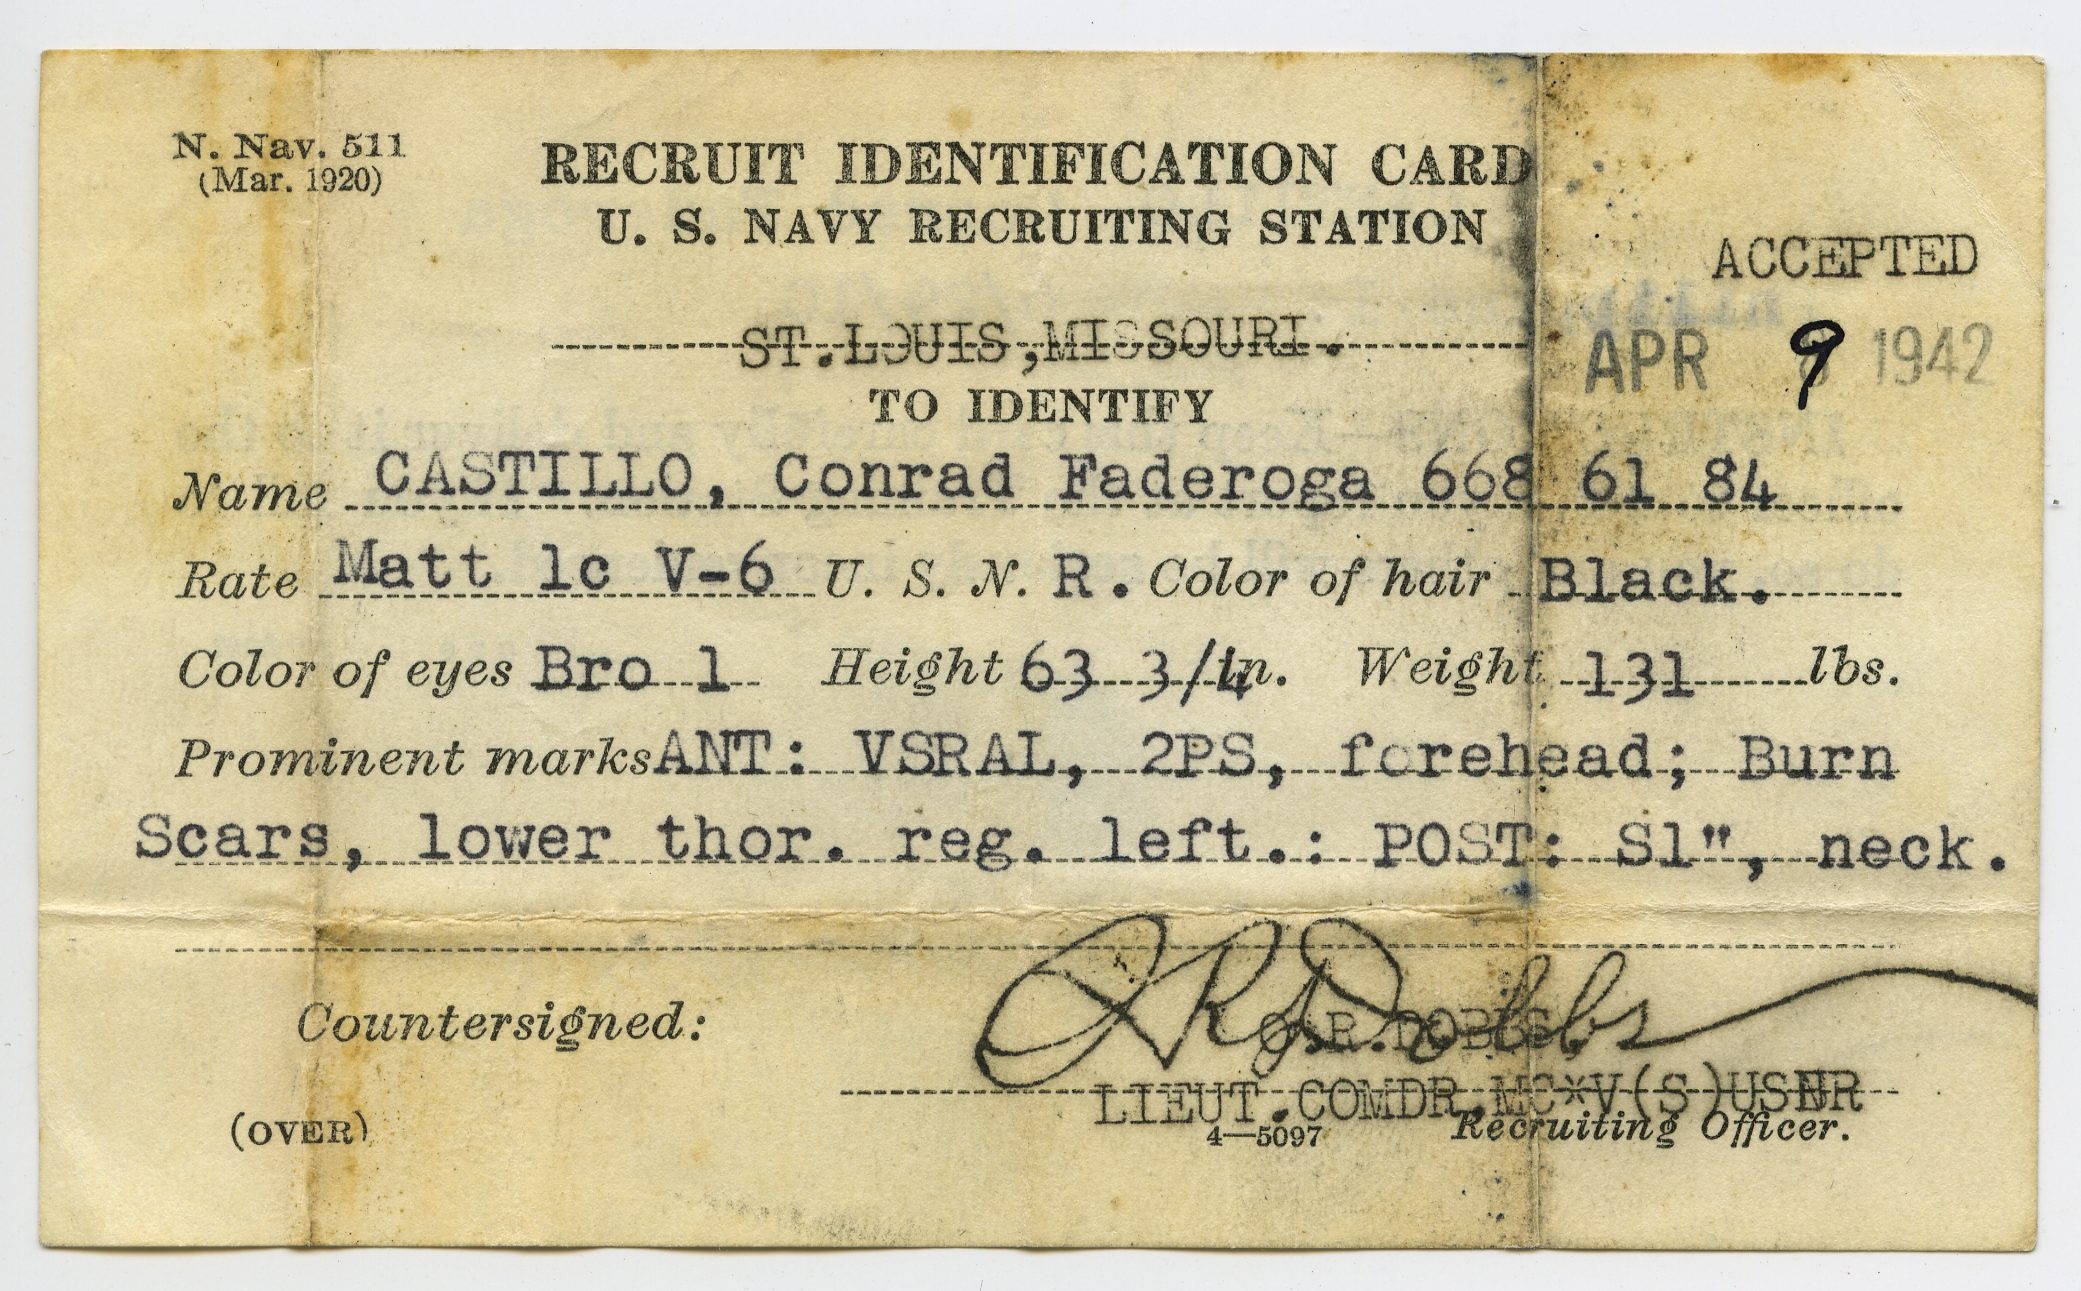 N. Nav. 511
(Mar. 1920)
RECRUIT IDENTIFICATION CARD
U. S. NAVY RECRUITING STATION
ACCEPTED
ST.LOUIS,MISSOURI.
APR 9 1942
TO IDENTIFY
Name CASTILLO, Conrad Faderoga 668 61 84
Rate Matt 1c V-6 U. S. N. R. Color of hair Black.
Color of eyes Bro 1 Height 63 3/4 in. Weight 131 lbs.
Prominent marks ANT: VSRAL, 2PS, forehead; Burn
Scars, lower thor. reg. left.: POST: S1", neck.
Countersigned:
R. DOBBS,
LIEUT.COMDR.MC*V(S)USNR
(OVER)
4—5097
Recruiting Officer.